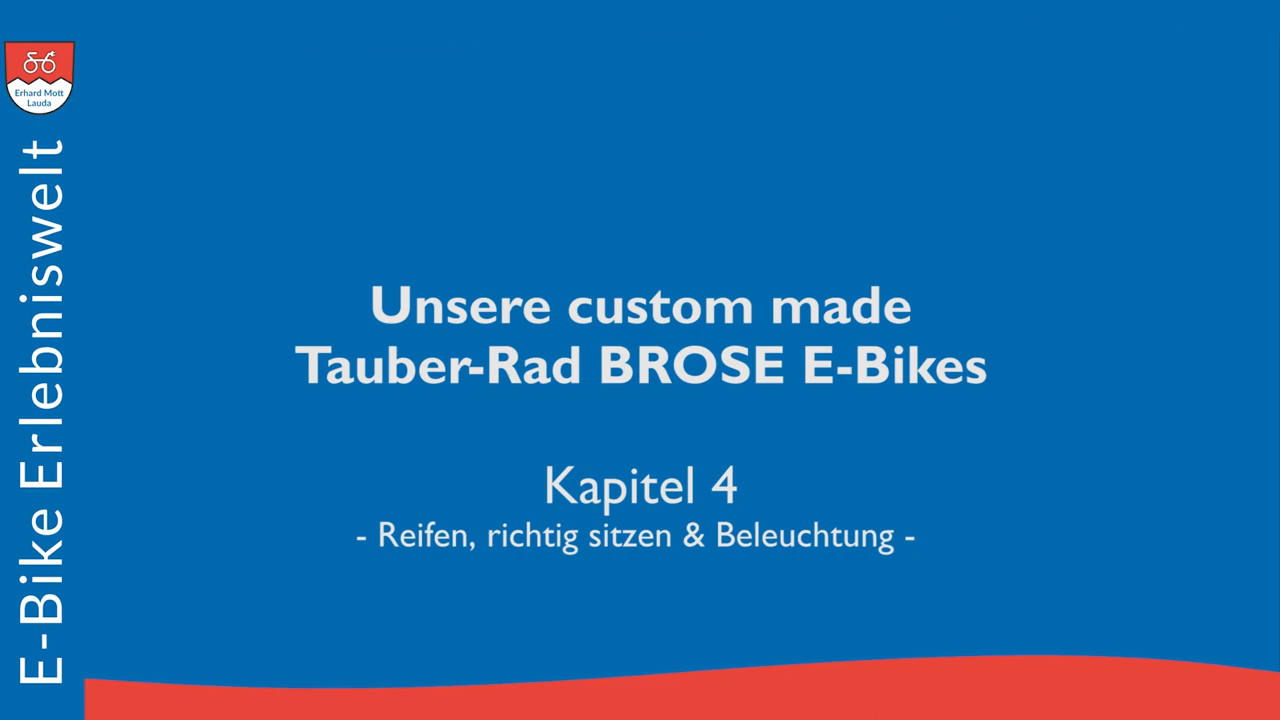 Erhard Mott
Lauda
E-Bike Erlebniswelt
Unsere custom made
Tauber-Rad BROSE E-Bikes
Kapitel 4
- Reifen, richtig sitzen & Beleuchtung -